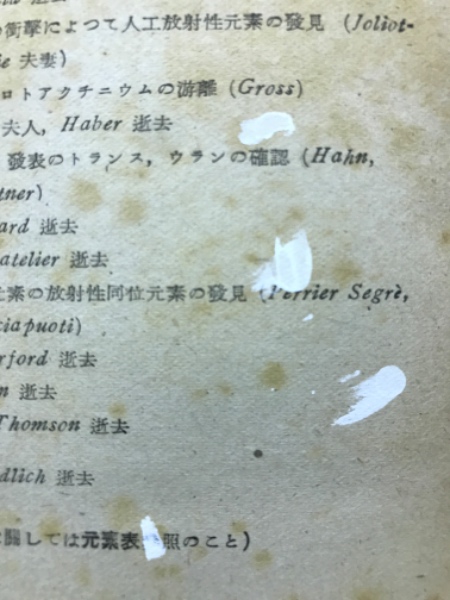 衝撃によつて人工放射性元素の發見 (Joliot-
夫妻)
ロトアクチニウムの游離 (Gross)
夫人, Haber 逝去
發表のトランス, ウランの確認 (Hahn,
tner)
ard 逝去
atelier 逝去
素の放射性同位元素の發見 (Perrier Segrè,
ciapuoti)
rford 逝去
n 逝去
Thomson 逝去
dlich 逝去
關しては元素表照のこと)